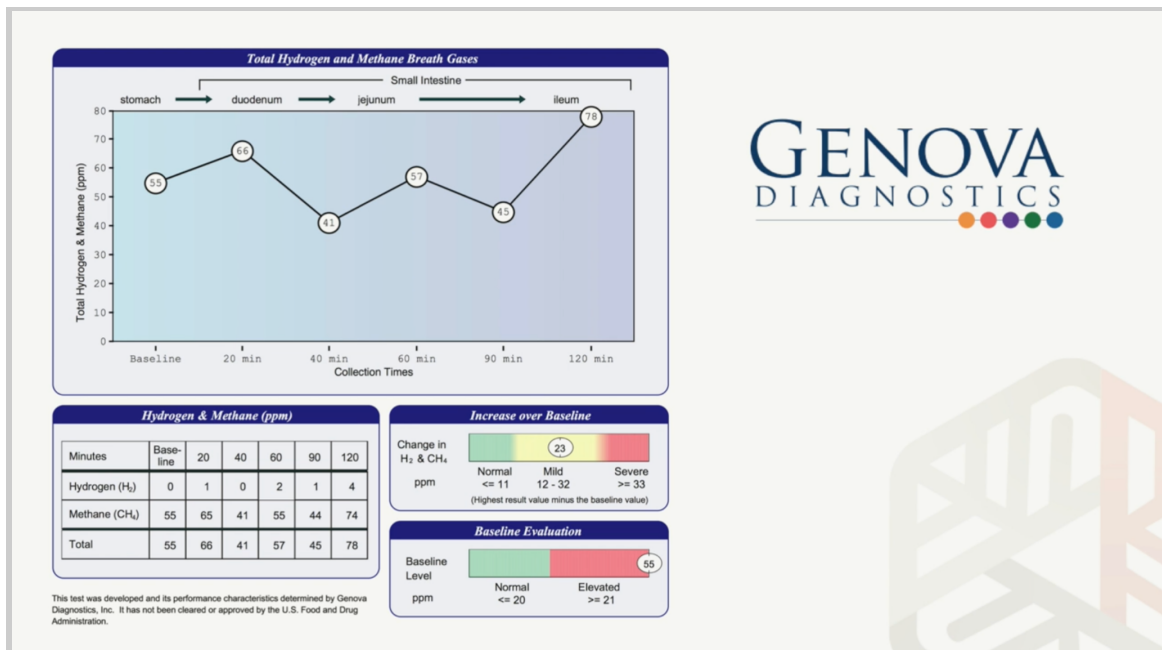 Total Hydrogen and Methane Breath Gases
Small Intestine
stomach duodenum jejunum ileum
Total Hydrogen & Methane (ppm)
80
70
60
50
40
30
20
10
0
55 66 41 57 45 78
Baseline 20 min 40 min 60 min 90 min 120 min
Collection Times
GENOVA
DIAGNOSTICS
Hydrogen & Methane (ppm)
Minutes Base-line 20 40 60 90 120
Hydrogen (H₂) 0 1 0 2 1 4
Methane (CH₄) 55 65 41 55 44 74
Total 55 66 41 57 45 78
Increase over Baseline
Change in
H₂ & CH₄
ppm
23
Normal Mild Severe
<= 11 12 - 32 >= 33
(Highest result value minus the baseline value)
Baseline Evaluation
Baseline
Level
ppm
55
Normal Elevated
<= 20 >= 21
This test was developed and its performance characteristics determined by Genova
Diagnostics, Inc. It has not been cleared or approved by the U.S. Food and Drug
Administration.